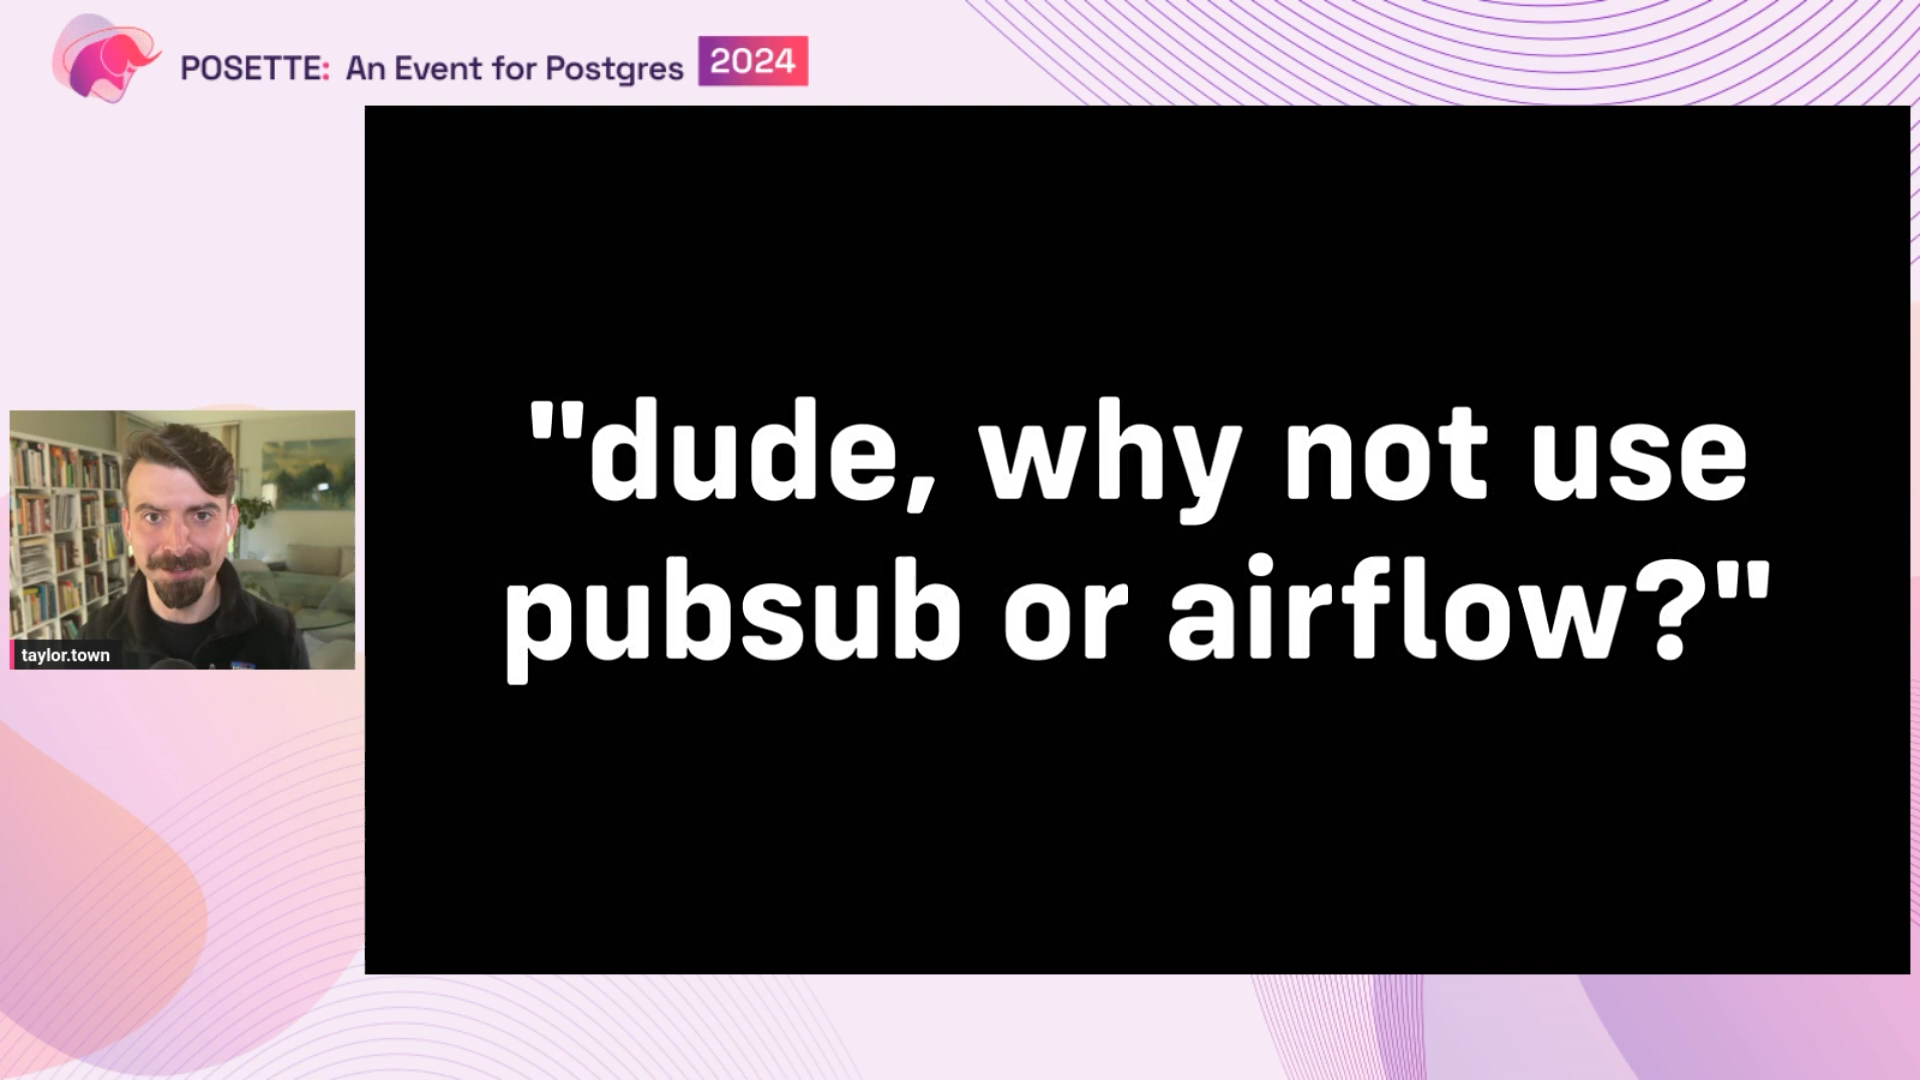 POSETTE: An Event for Postgres 2024
"dude, why not use
pubsub or airflow?"
taylor.town